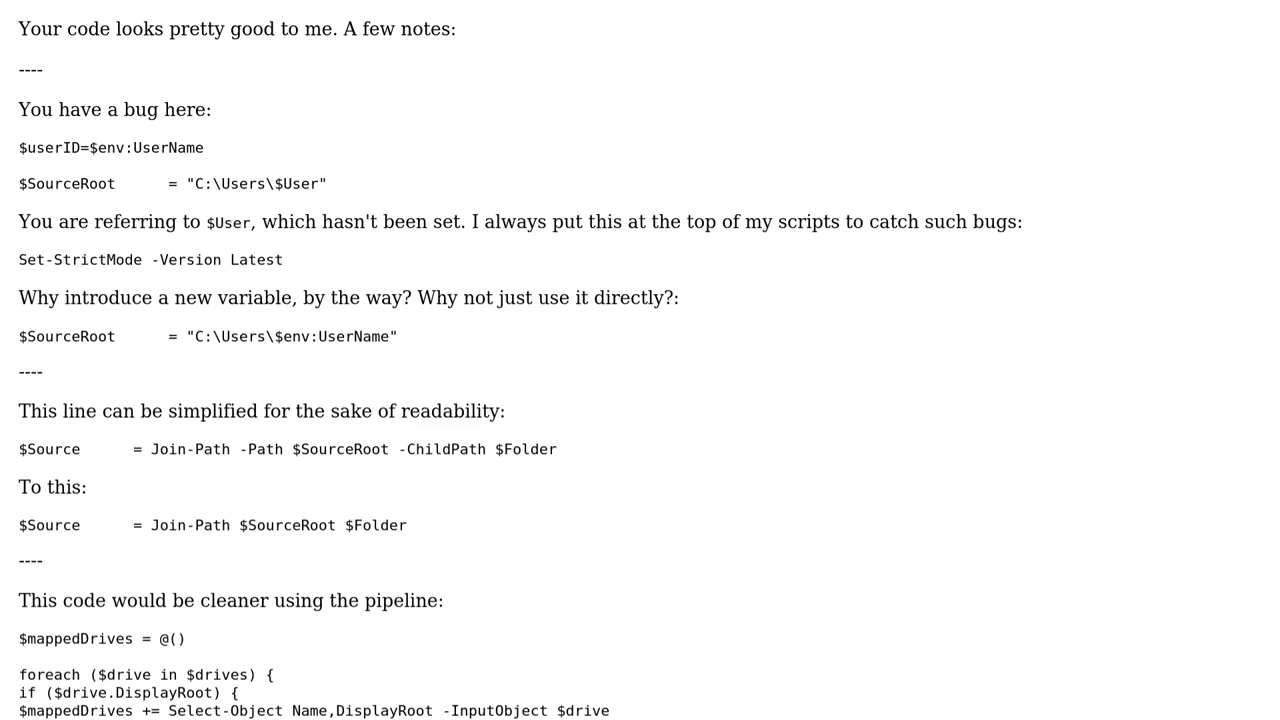 Your code looks pretty good to me. A few notes:
----
You have a bug here:
$userID=$env:UserName
$SourceRoot      = "C:\Users\$User"
You are referring to $User, which hasn't been set. I always put this at the top of my scripts to catch such bugs:
Set-StrictMode -Version Latest
Why introduce a new variable, by the way? Why not just use it directly?:
$SourceRoot      = "C:\Users\$env:UserName"
----
This line can be simplified for the sake of readability:
$Source      = Join-Path -Path $SourceRoot -ChildPath $Folder
To this:
$Source      = Join-Path $SourceRoot $Folder
----
This code would be cleaner using the pipeline:
$mappedDrives = @()
foreach ($drive in $drives) {
if ($drive.DisplayRoot) {
$mappedDrives += Select-Object Name,DisplayRoot -InputObject $drive